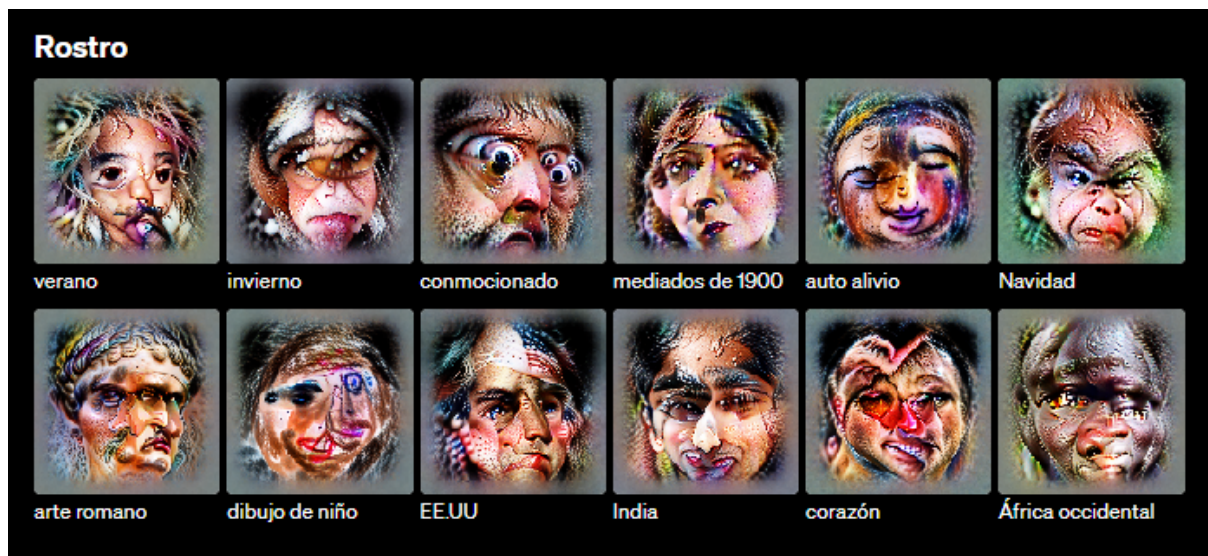 Rostro
verano
invierno
conmocionado
mediados de 1900
auto alivio
Navidad
arte romano
dibujo de niño
EE.UU
India
corazón
África occidental